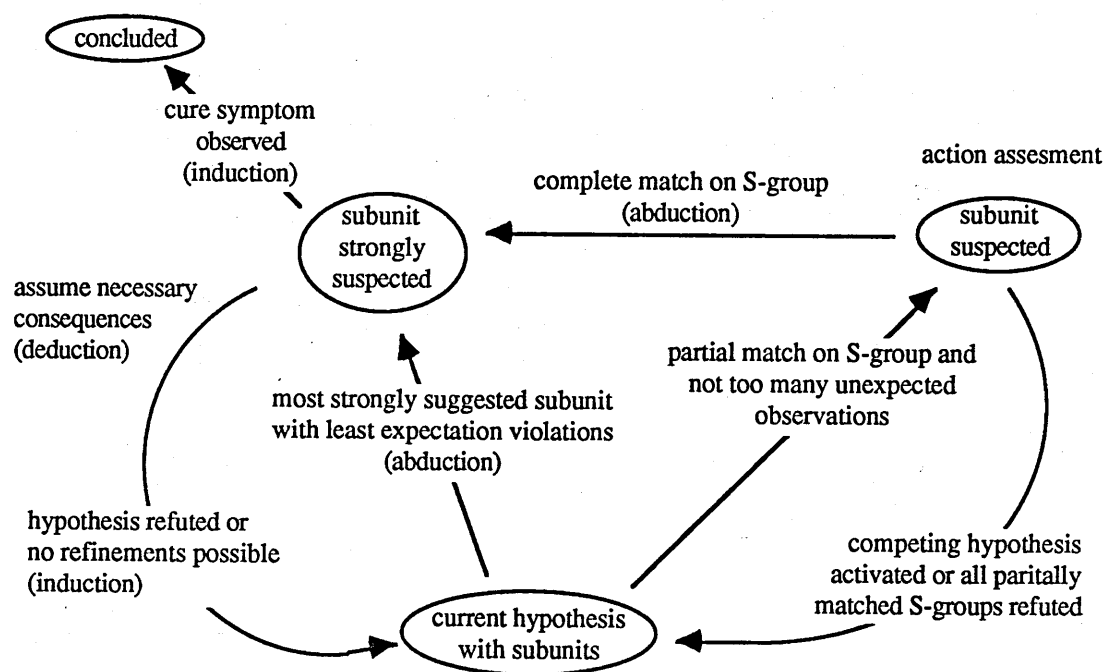 concluded
cure symptom
observed
(induction)
action assesment
complete match on S-group
(abduction)
subunit
strongly
suspected
subunit
suspected
assume necessary
consequences
(deduction)
partial match on S-group and
not too many unexpected
observations
most strongly suggested subunit
with least expectation violations
(abduction)
hypothesis refuted or
no refinements possible
(induction)
competing hypothesis
activated or all paritally
matched S-groups refuted
current hypothesis
with subunits